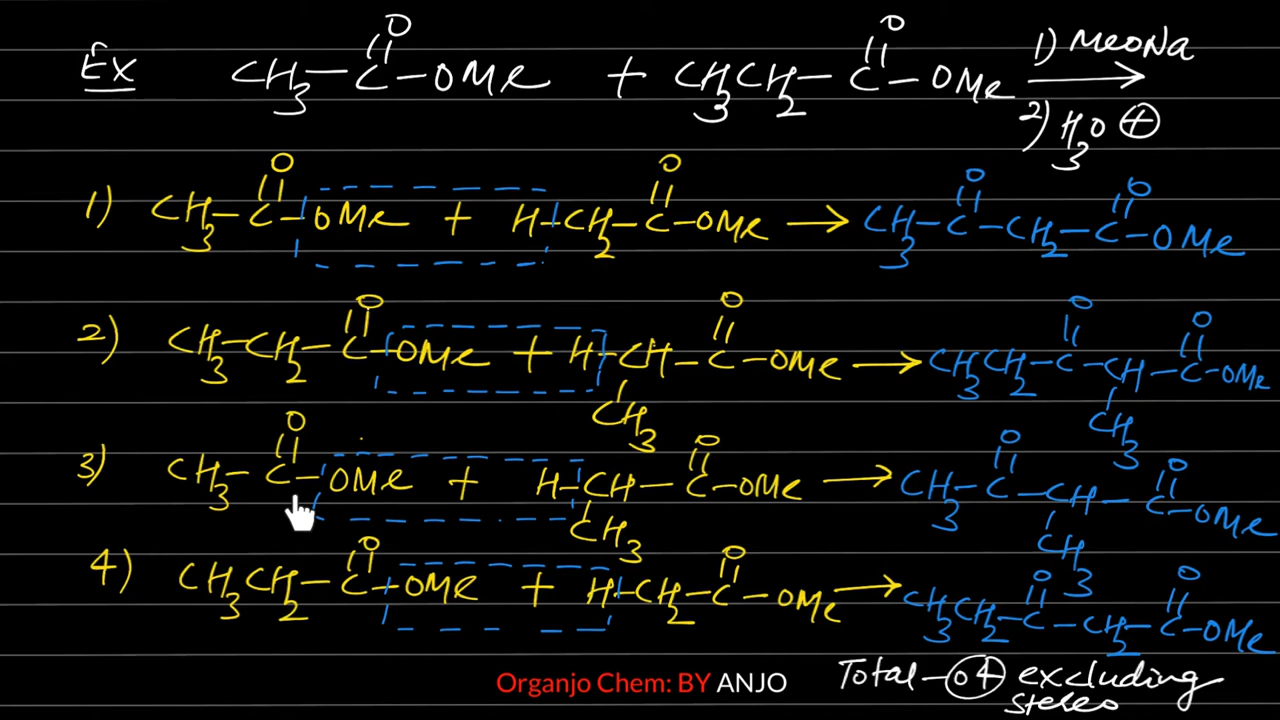 Ex CH3-C(=O)-OMe + CH3CH2-C(=O)-OMe 1) MeONa → 2) H3O⊕
1) CH3-C(=O)-OMe + H-CH2-C(=O)-OMe → CH3-C(=O)-CH2-C(=O)-OMe
2) CH3-CH2-C(=O)-OMe + H-CH(CH3)-C(=O)-OMe → CH3CH2-C(=O)-CH(CH3)-C(=O)-OMe
3) CH3-C(=O)-OMe + H-CH(CH3)-C(=O)-OMe → CH3-C(=O)-CH(CH3)-C(=O)-OMe
4) CH3CH2-C(=O)-OMe + H-CH2-C(=O)-OMe → CH3CH2-C(=O)-CH2-C(=O)-OMe
Total - 04 excluding
stereo
Organjo Chem: BY ANJO